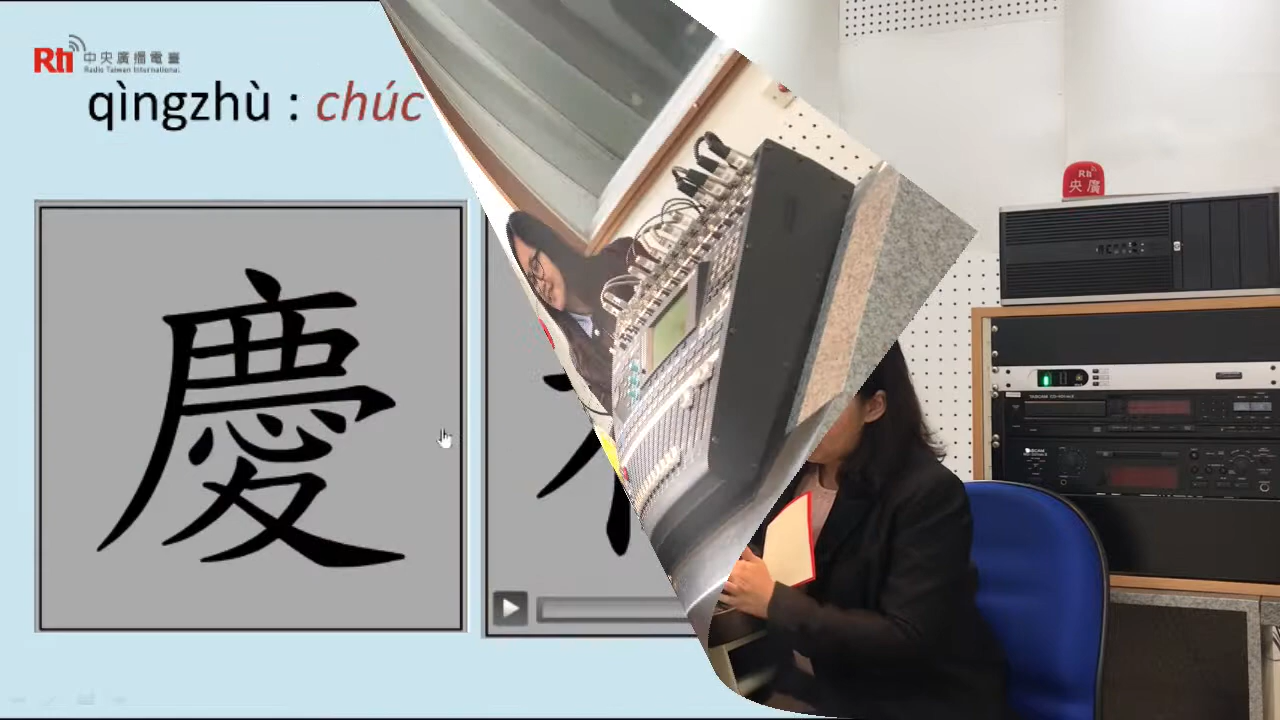 Rti 中央廣播電臺
Radio Taiwan International
qìngzhù : chúc
慶
Rti
央廣